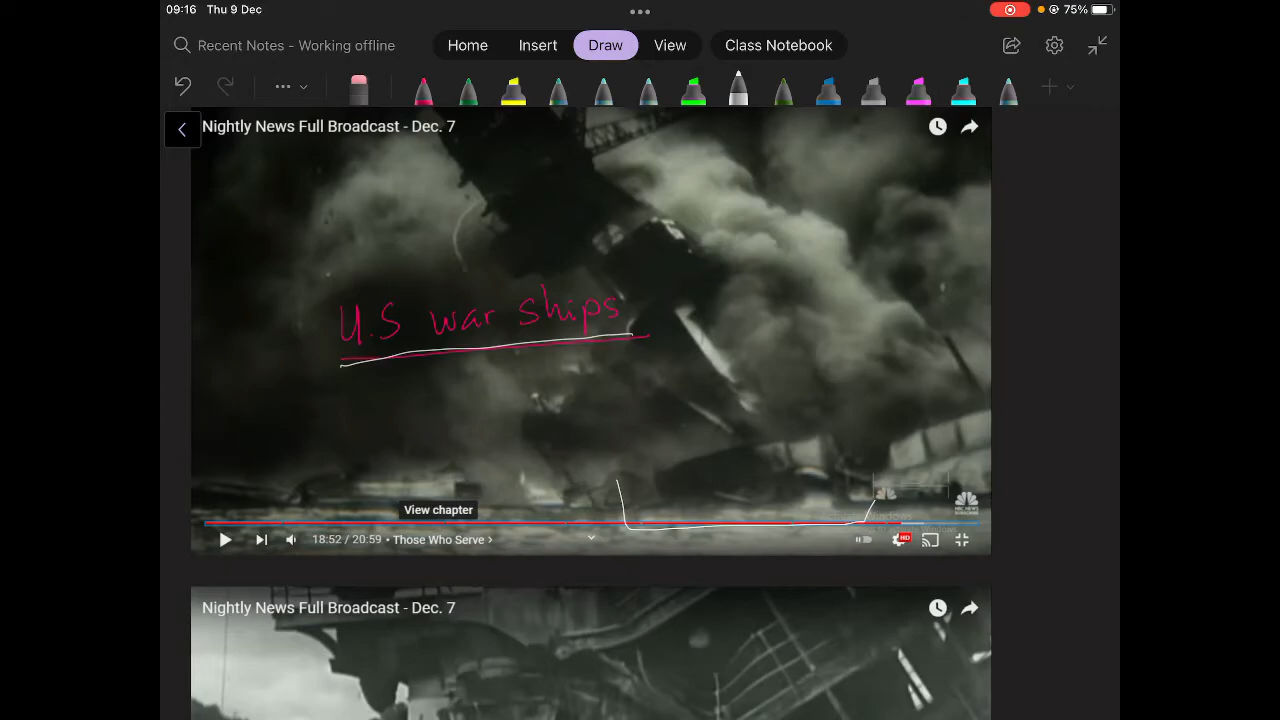 09:16 Thu 9 Dec
75%
Recent Notes - Working offline
Home Insert Draw View Class Notebook
Nightly News Full Broadcast - Dec. 7
U.S war ships
View chapter
18:52 / 20:59 • Those Who Serve >
HD
Nightly News Full Broadcast - Dec. 7